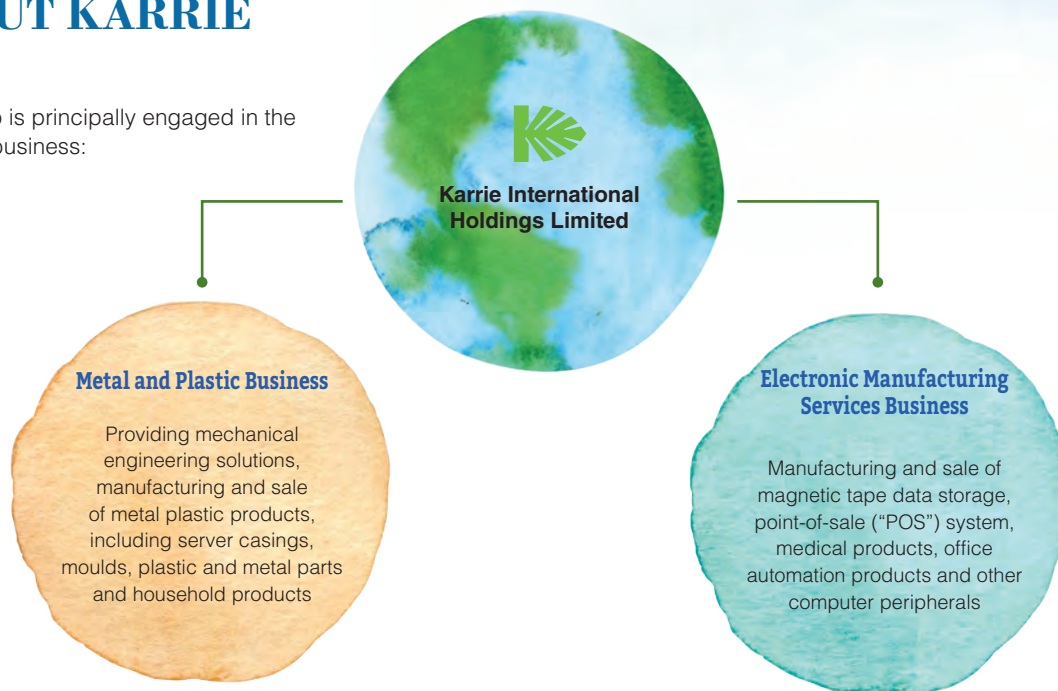 UT KARRIE
is principally engaged in the
business:
Karrie International
Holdings Limited
Metal and Plastic Business
Providing mechanical
engineering solutions,
manufacturing and sale
of metal plastic products,
including server casings,
moulds, plastic and metal parts
and household products
Electronic Manufacturing
Services Business
Manufacturing and sale of
magnetic tape data storage,
point-of-sale (“POS”) system,
medical products, office
automation products and other
computer peripherals